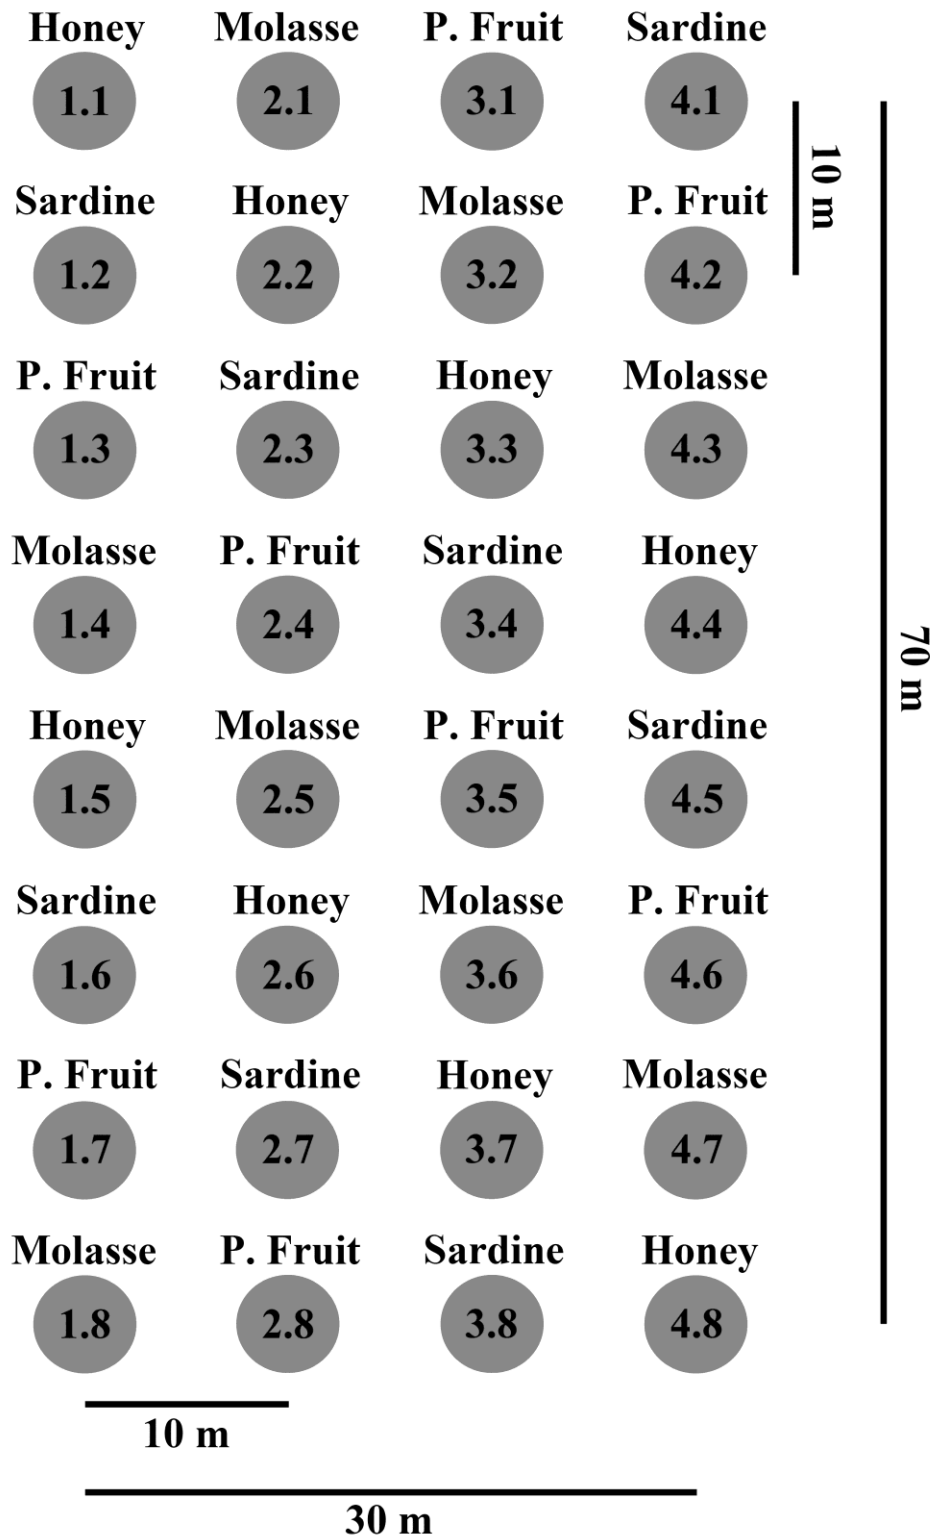 Honey Molasse P. Fruit Sardine
1.1 2.1 3.1 4.1
10 m
Sardine Honey Molasse P. Fruit
1.2 2.2 3.2 4.2
P. Fruit Sardine Honey Molasse
1.3 2.3 3.3 4.3
Molasse P. Fruit Sardine Honey
1.4 2.4 3.4 4.4
70 m
Honey Molasse P. Fruit Sardine
1.5 2.5 3.5 4.5
Sardine Honey Molasse P. Fruit
1.6 2.6 3.6 4.6
P. Fruit Sardine Honey Molasse
1.7 2.7 3.7 4.7
Molasse P. Fruit Sardine Honey
1.8 2.8 3.8 4.8
10 m
30 m